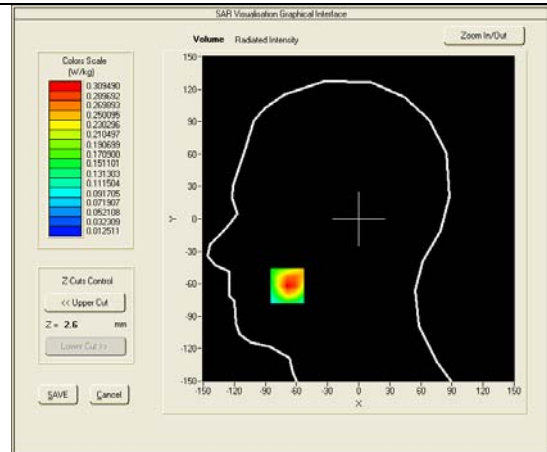 SAR Visualisation Graphical Interface
Volume Radiated Intensity
Zoom In/Out
Colors Scale
(W/kg)
0.309490
0.289692
0.269893
0.250095
0.230296
0.210497
0.190699
0.170900
0.151101
0.131303
0.111504
0.091705
0.071907
0.052108
0.032309
0.012511
Z Cuts Control
<< Upper Cut
Z = 2.6 mm
Lower Cut >>
SAVE Cancel
150
120
90
60
30
0
-30
-60
-90
-120
-150
Y
-150 -120 -90 -60 -30 0 30 60 90 120 150
X